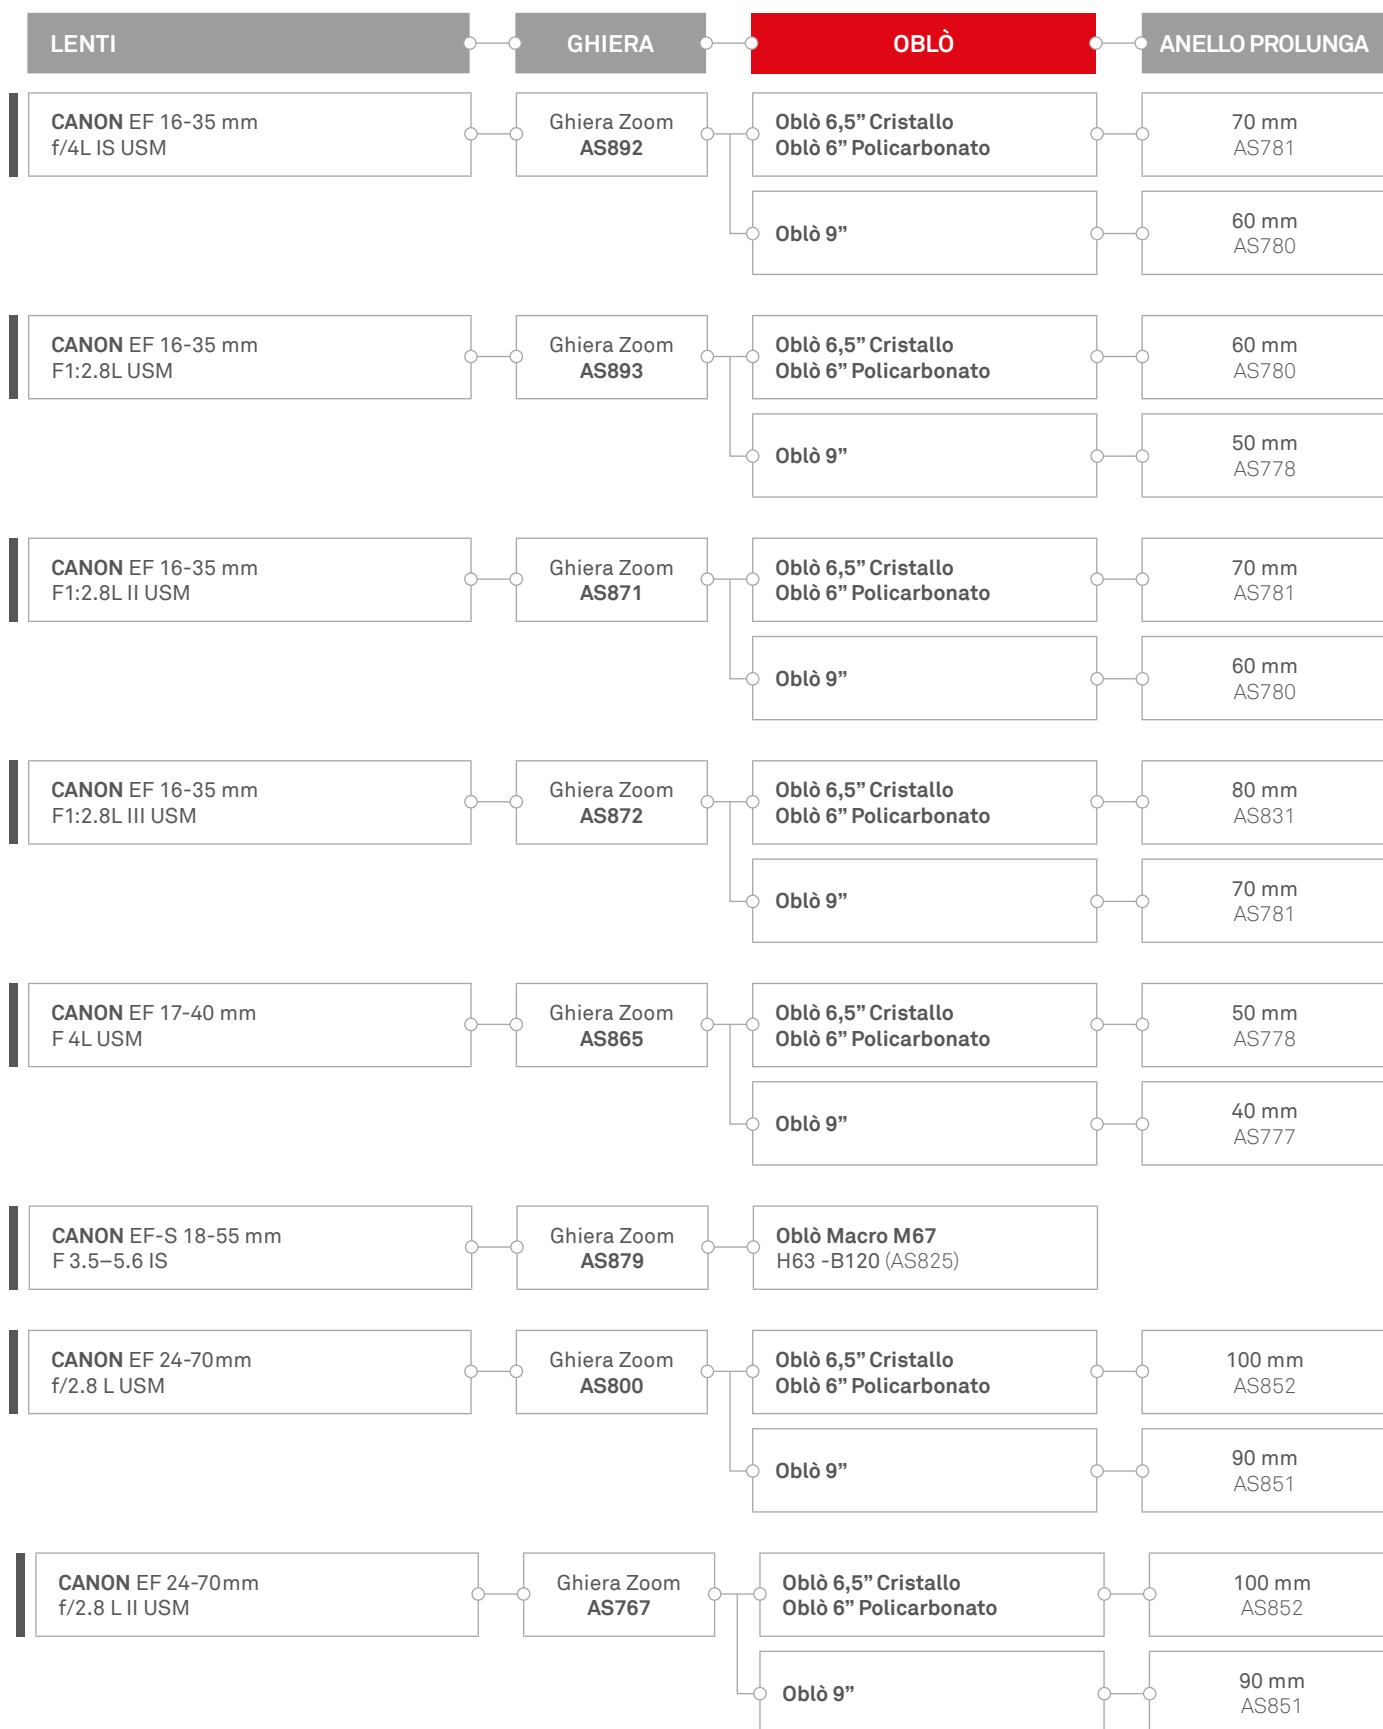 LENTI
GHIERA
OBLÒ
ANELLO PROLUNGA
CANON EF 16-35 mm
f/4L IS USM
Ghiera Zoom
AS892
Oblò 6,5” Cristallo
Oblò 6” Policarbonato
70 mm
AS781
Oblò 9”
60 mm
AS780
CANON EF 16-35 mm
F1:2.8L USM
Ghiera Zoom
AS893
Oblò 6,5” Cristallo
Oblò 6” Policarbonato
60 mm
AS780
Oblò 9”
50 mm
AS778
CANON EF 16-35 mm
F1:2.8L II USM
Ghiera Zoom
AS871
Oblò 6,5” Cristallo
Oblò 6” Policarbonato
70 mm
AS781
Oblò 9”
60 mm
AS780
CANON EF 16-35 mm
F1:2.8L III USM
Ghiera Zoom
AS872
Oblò 6,5” Cristallo
Oblò 6” Policarbonato
80 mm
AS831
Oblò 9”
70 mm
AS781
CANON EF 17-40 mm
F 4L USM
Ghiera Zoom
AS865
Oblò 6,5” Cristallo
Oblò 6” Policarbonato
50 mm
AS778
Oblò 9”
40 mm
AS777
CANON EF-S 18-55 mm
F 3.5–5.6 IS
Ghiera Zoom
AS879
Oblò Macro M67
H63 -B120 (AS825)
CANON EF 24-70mm
f/2.8 L USM
Ghiera Zoom
AS800
Oblò 6,5” Cristallo
Oblò 6” Policarbonato
100 mm
AS852
Oblò 9”
90 mm
AS851
CANON EF 24-70mm
f/2.8 L II USM
Ghiera Zoom
AS767
Oblò 6,5” Cristallo
Oblò 6” Policarbonato
100 mm
AS852
Oblò 9”
90 mm
AS851